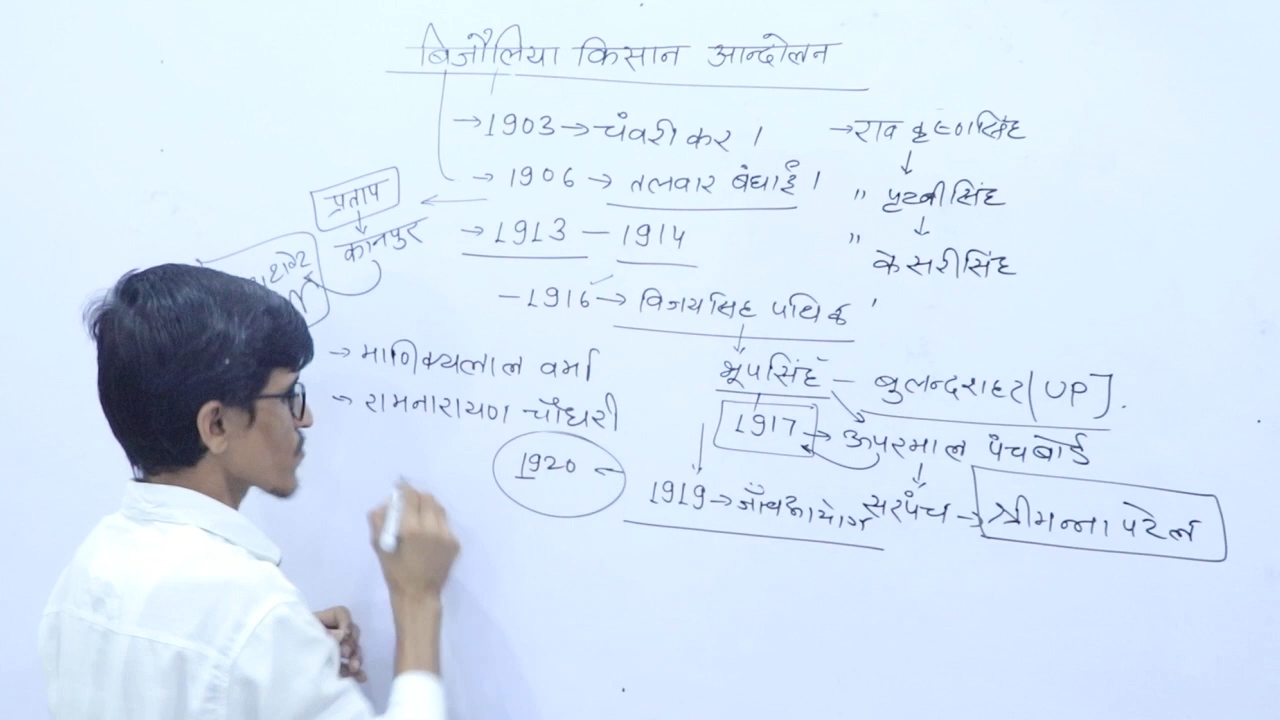 बिजौलिया किसान आन्दोलन
→1903→चंवरी कर । →राव कृष्णसिंह
↓
→ 1906 → तलवार बंधाई । " पृथ्वीसिंह
प्रताप ← ↓
↓
कानपुर → 1913 – 1914 " केसरीसिंह
– 1916 → विजयसिंह पथिक '
↓
→ माणिक्यलाल वर्मा भूपसिंह – बुलन्दशहर (UP].
→ रामनारायण चौधरी 1917 → ऊपरमाल पंचबोर्ड
↓
1920 – 1919 → जाँच आयोग सरपंच → श्रीमन्ना पटेल